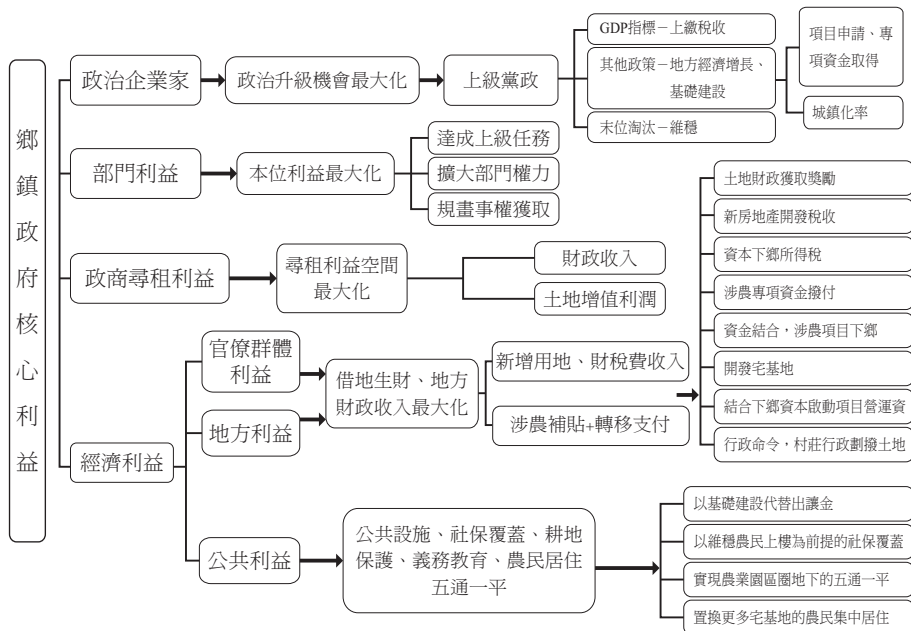 鄉鎮政府核心利益
政治企業家
政治升級機會最大化
上級黨政
GDP指標－上繳稅收
其他政策－地方經濟增長、
基礎建設
末位淘汰－維穩
項目申請、專
項資金取得
城鎮化率
部門利益
本位利益最大化
達成上級任務
擴大部門權力
規畫事權獲取
政商尋租利益
尋租利益空間
最大化
財政收入
土地增值利潤
經濟利益
官僚群體
利益
地方利益
借地生財、地方
財政收入最大化
新增用地、財稅費收入
涉農補貼+轉移支付
土地財政獲取獎勵
新房地產開發稅收
資本下鄉所得稅
涉農專項資金撥付
資金結合，涉農項目下鄉
開發宅基地
結合下鄉資本啟動項目營運資
行政命令，村莊行政劃撥土地
公共利益
公共設施、社保覆蓋、耕地
保護、義務教育、農民居住
五通一平
以基礎建設代替出讓金
以維穩農民上樓為前提的社保覆蓋
實現農業園區圈地下的五通一平
置換更多宅基地的農民集中居住